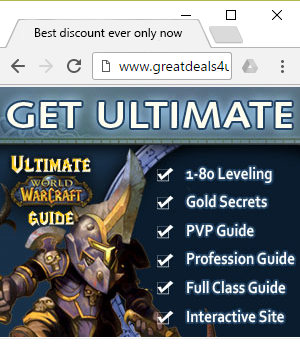 Best discount ever only now
www.greatdeals4u
GET ULTIMATE
ULTIMATE
WORLD
WARCRAFT
GUIDE
1-80 Leveling
Gold Secrets
PVP Guide
Profession Guide
Full Class Guide
Interactive Site